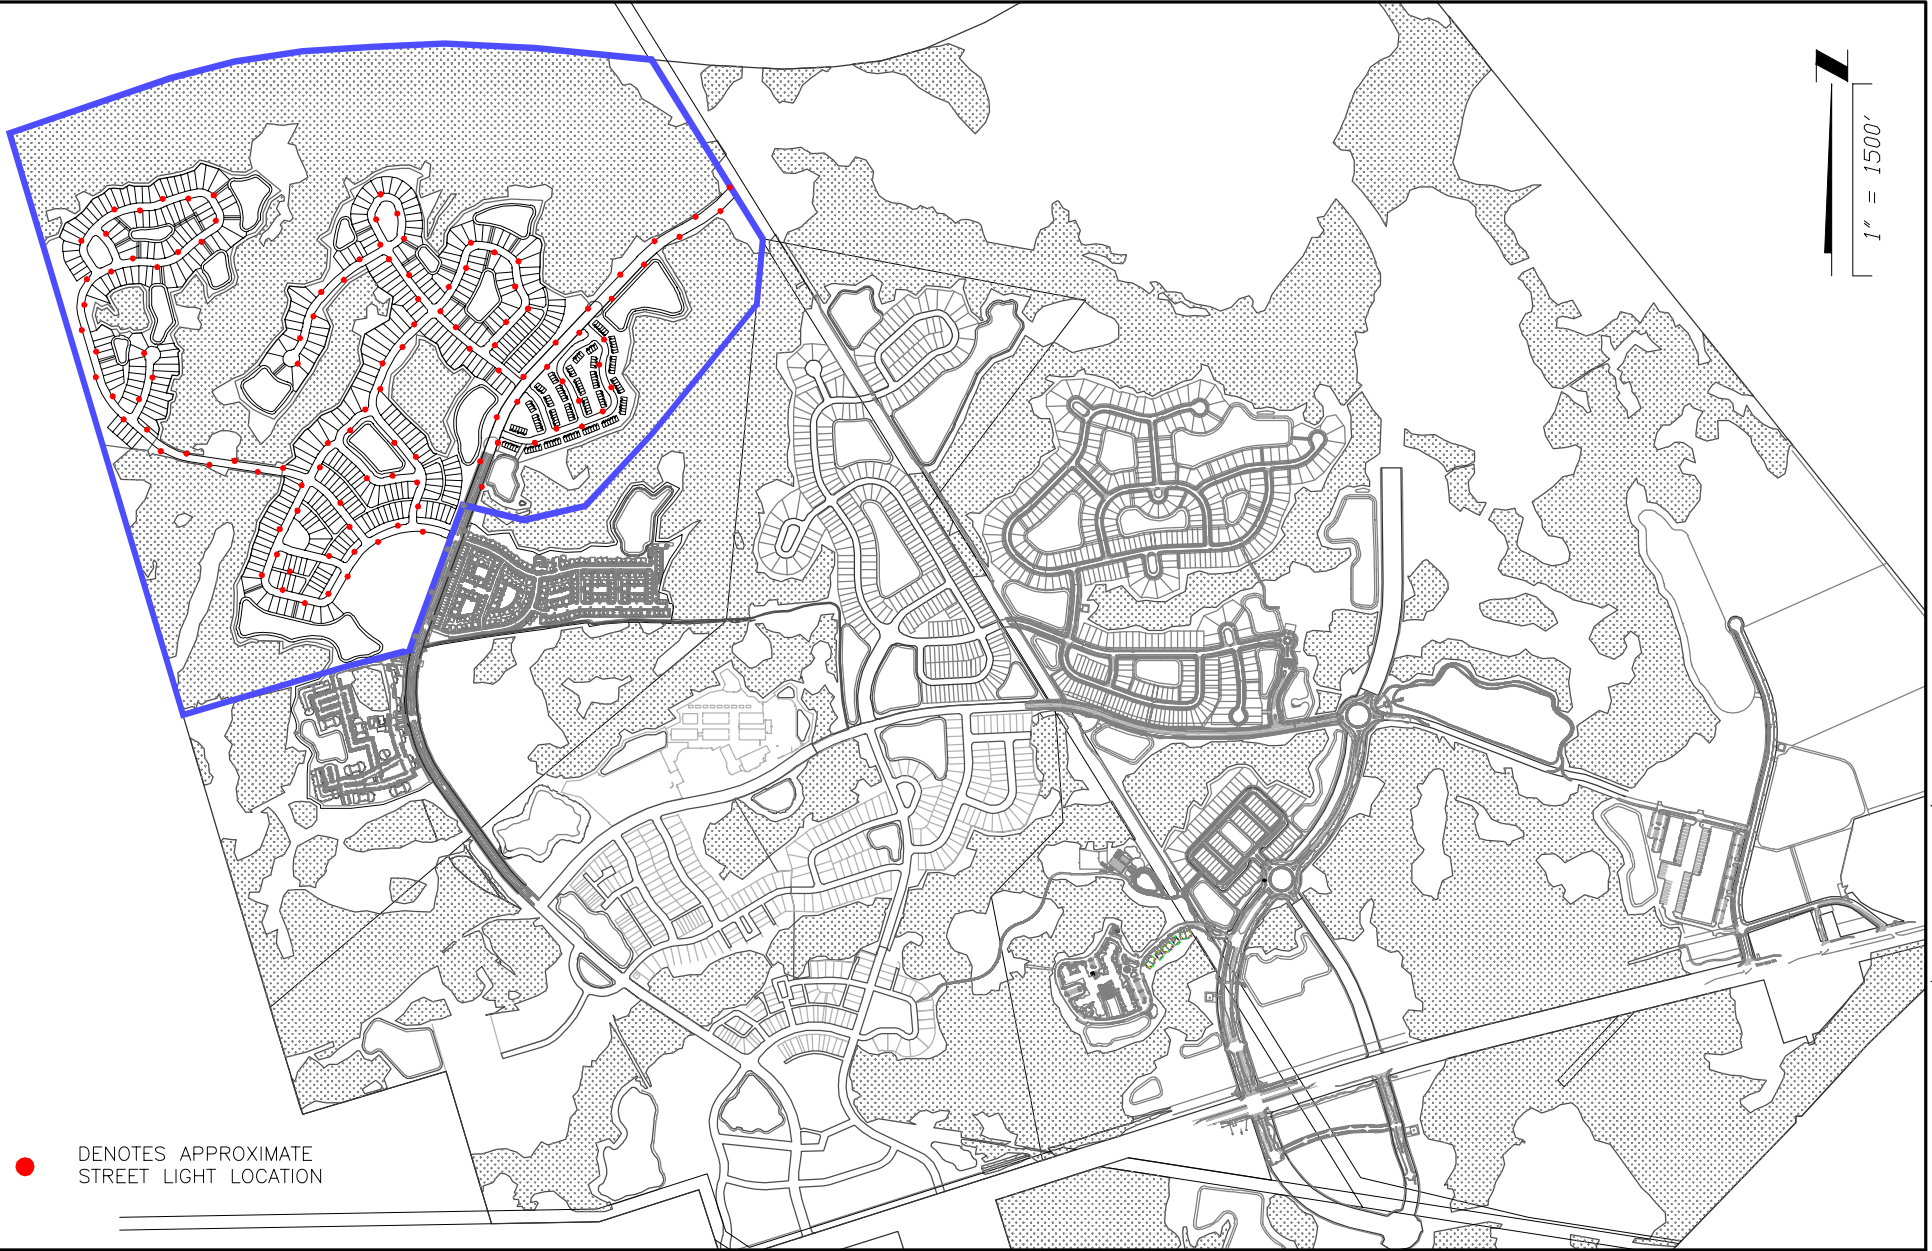 1" = 1500'
DENOTES APPROXIMATE
STREET LIGHT LOCATION